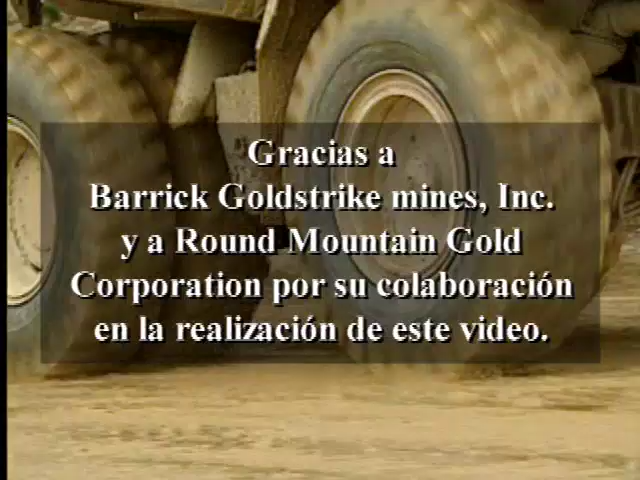 Gracias a
Barrick Goldstrike mines, Inc.
y a Round Mountain Gold
Corporation por su colaboración
en la realización de este video.